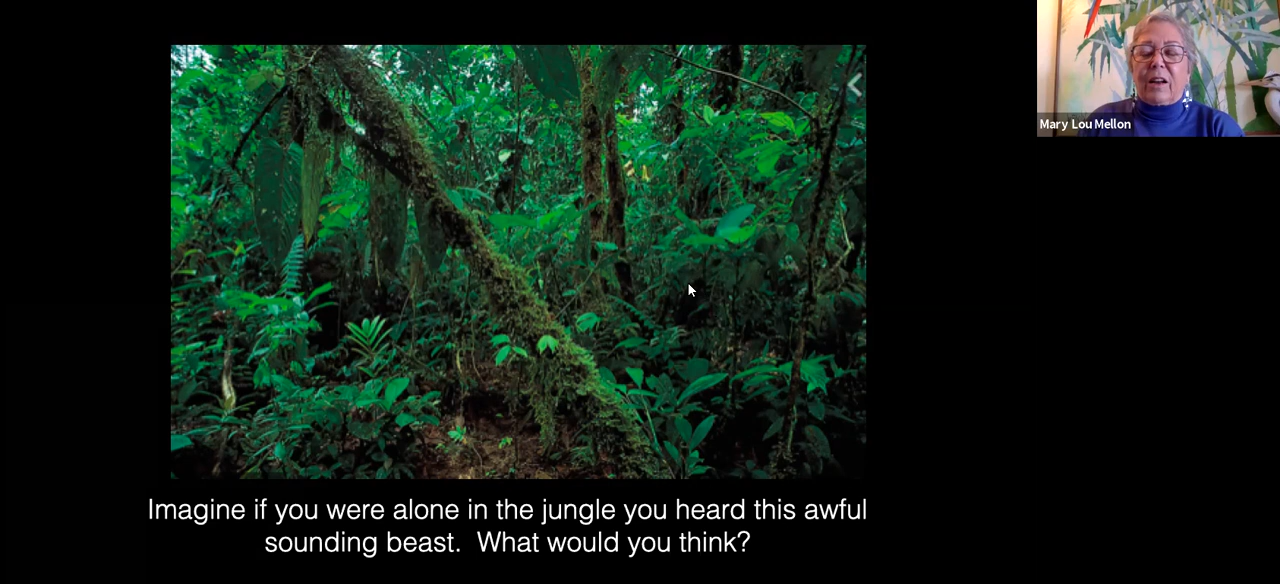 Mary Lou Mellon
Imagine if you were alone in the jungle you heard this awful
sounding beast.  What would you think?